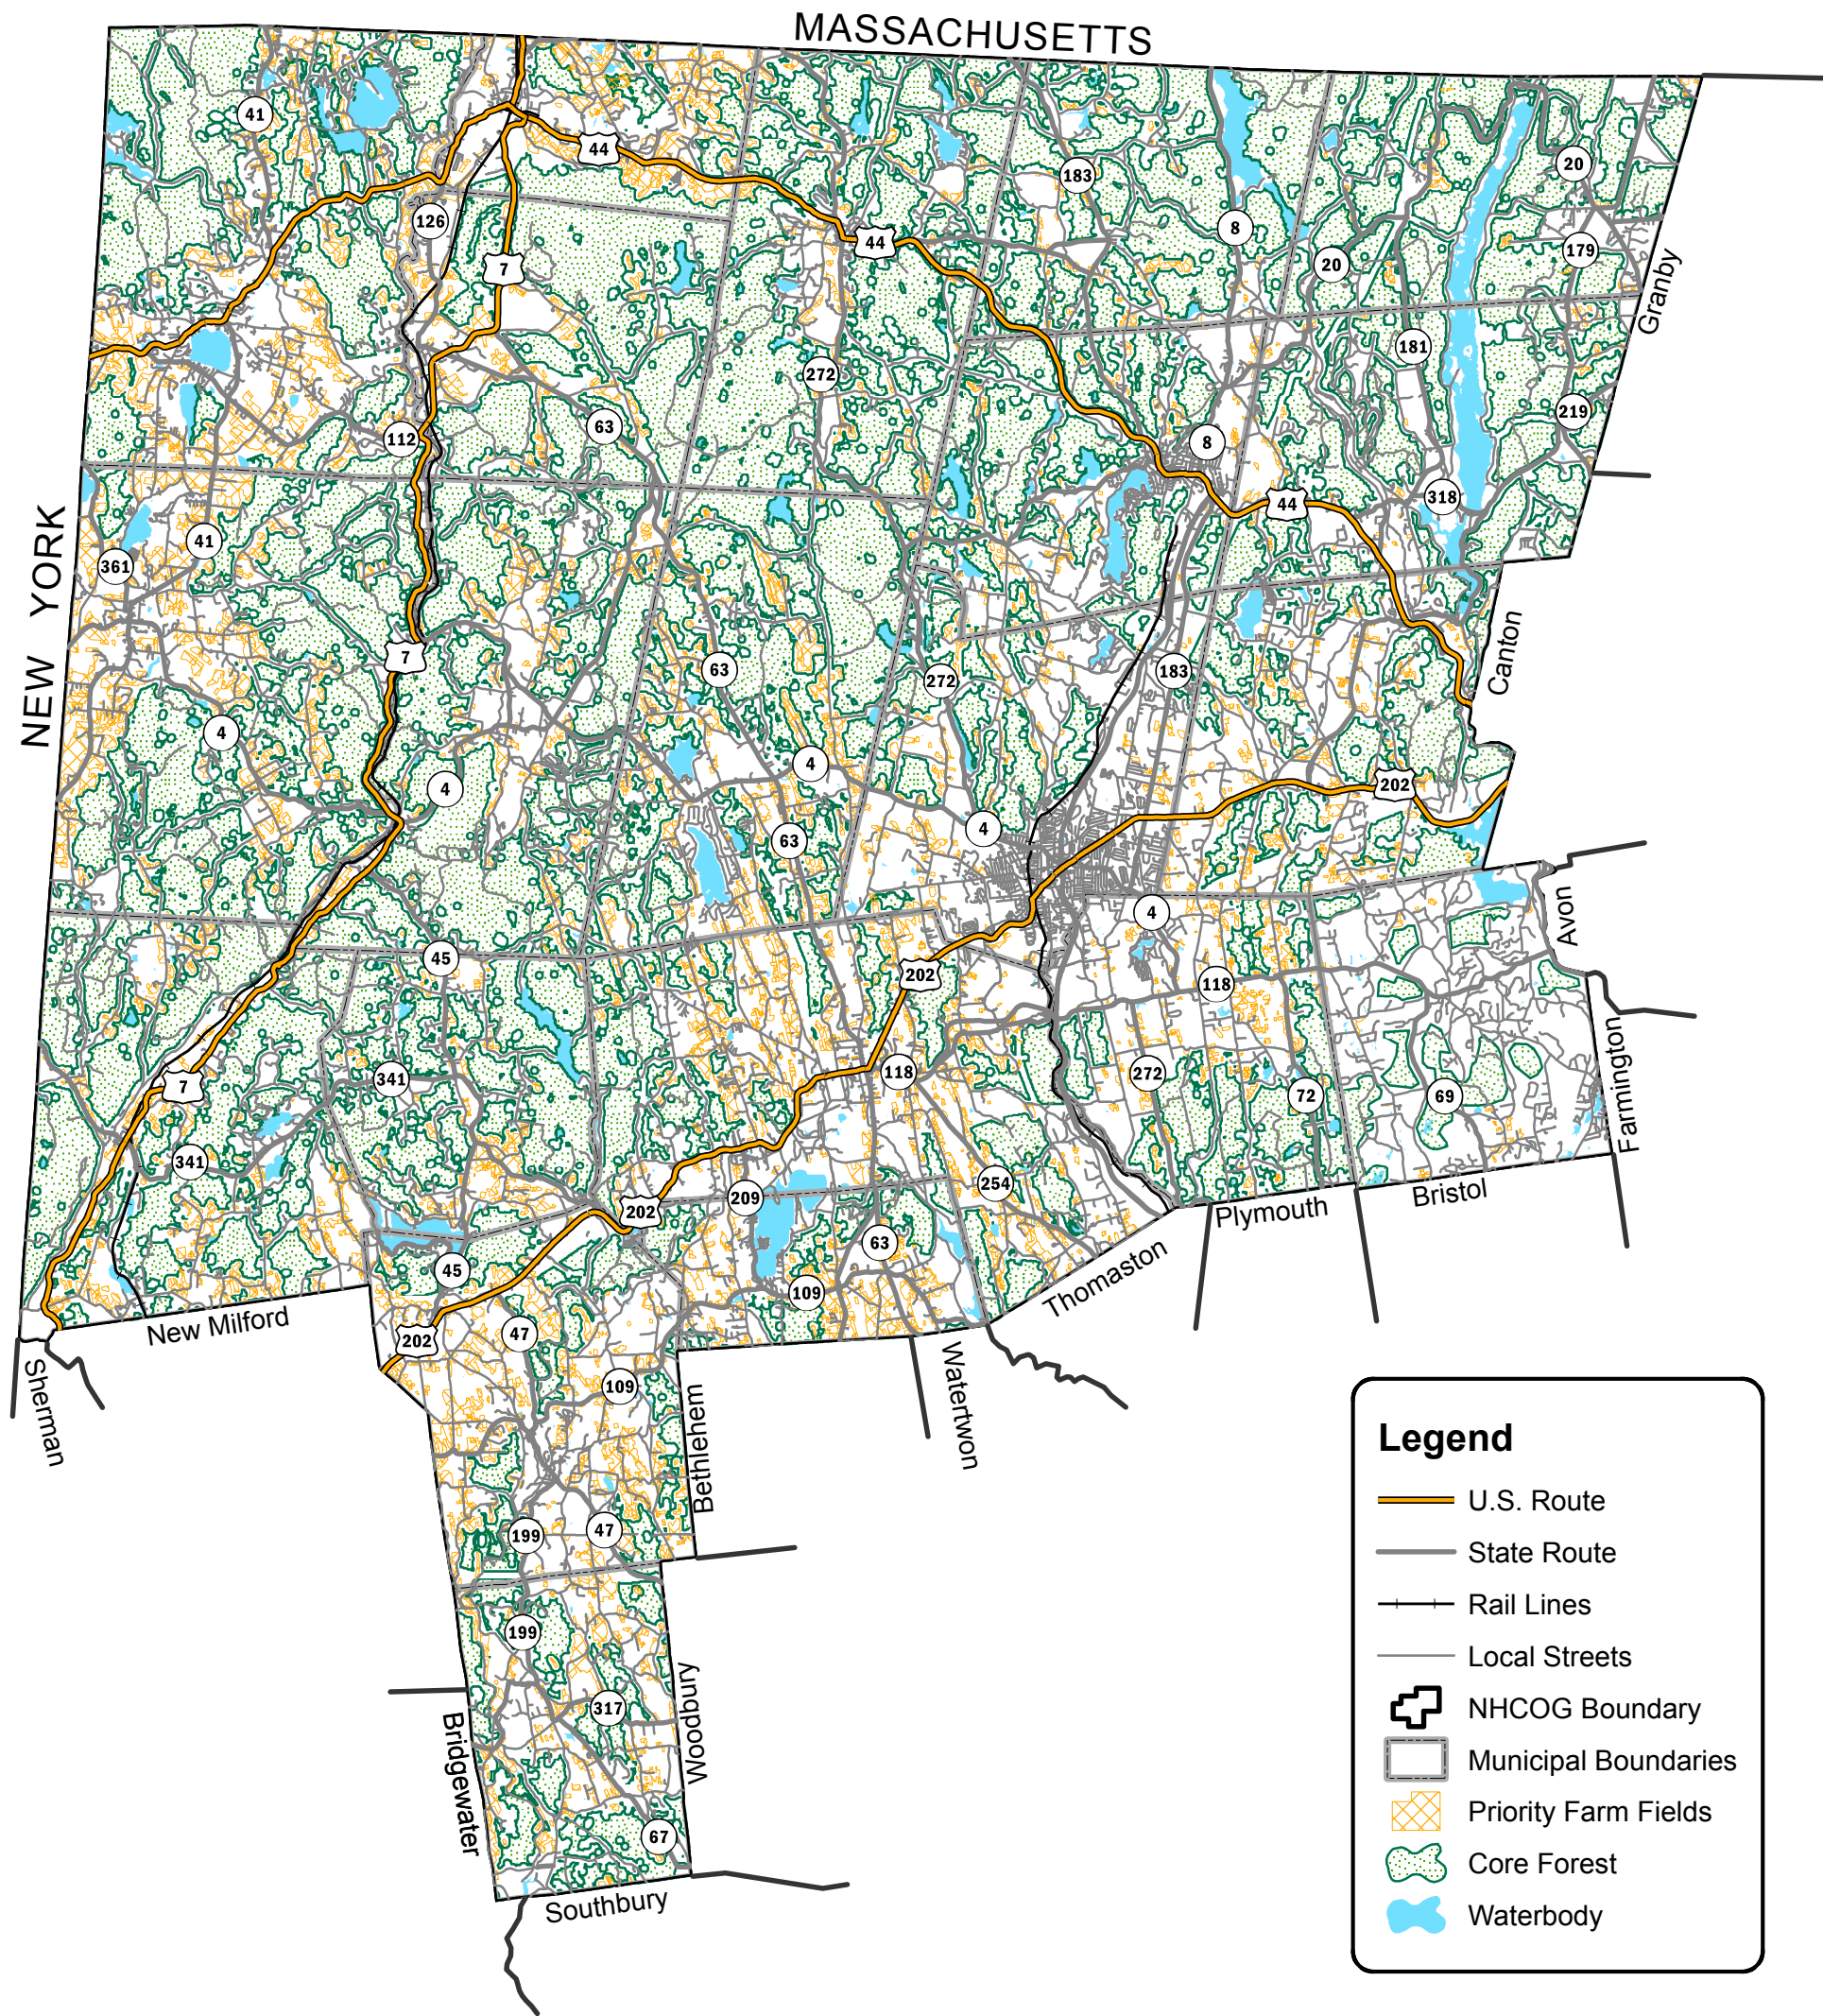 MASSACHUSETTS
41
44
20
183
126
8
44
179
7
20
Granby
181
272
219
63
112
8
318
44
NEW YORK
41
361
Canton
7
63
183
272
4
4
202
4
4
63
4
Avon
45
202
118
Farmington
118
272
341
7
72
69
341
254
209
Bristol
202
Plymouth
63
45
109
Thomaston
New Milford
47
202
Sherman
Watertwon
109
Bethlehem
199
47
199
317
Woodbury
Bridgewater
67
Southbury
Legend
U.S. Route
State Route
Rail Lines
Local Streets
NHCOG Boundary
Municipal Boundaries
Priority Farm Fields
Core Forest
Waterbody